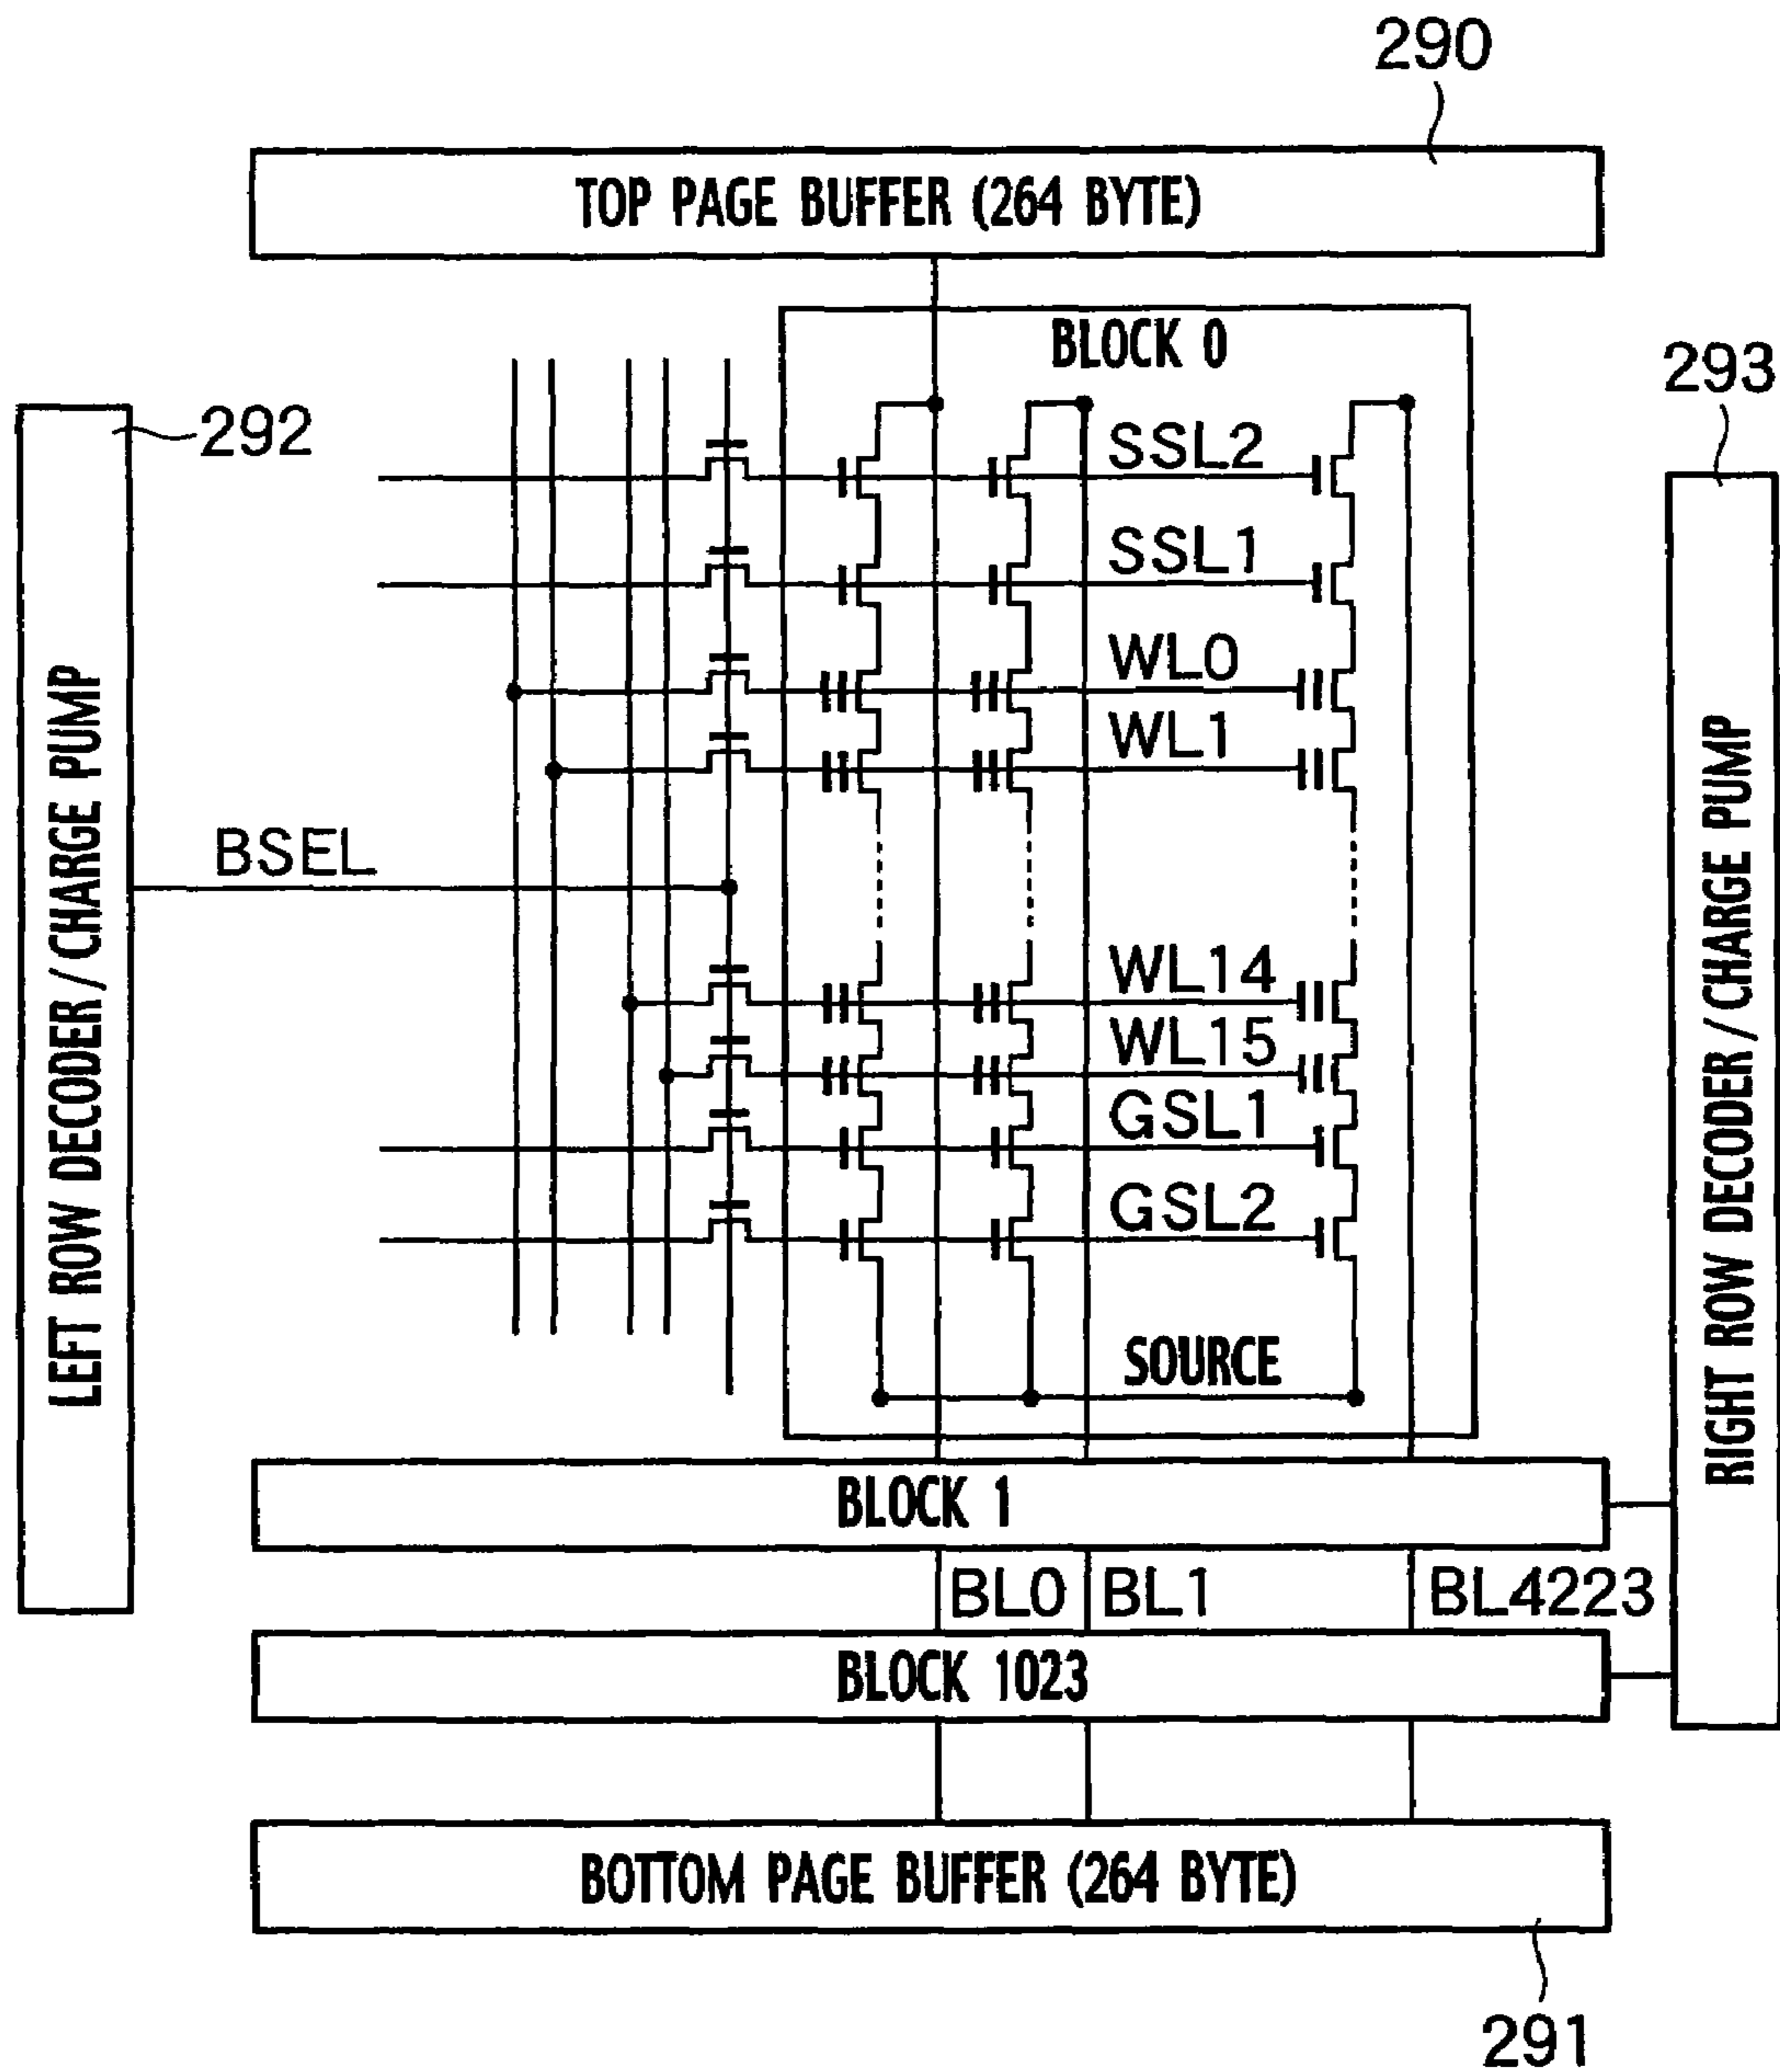 290
TOP PAGE BUFFER (264 BYTE)
BLOCK 0
293
292
SSL2
SSL1
WL0
WL1
LEFT ROW DECODER/CHARGE PUMP
BSEL
RIGHT ROW DECODER/CHARGE PUMP
WL14
WL15
GSL1
GSL2
SOURCE
BLOCK 1
BL0
BL1
BL4223
BLOCK 1023
BOTTOM PAGE BUFFER (264 BYTE)
291